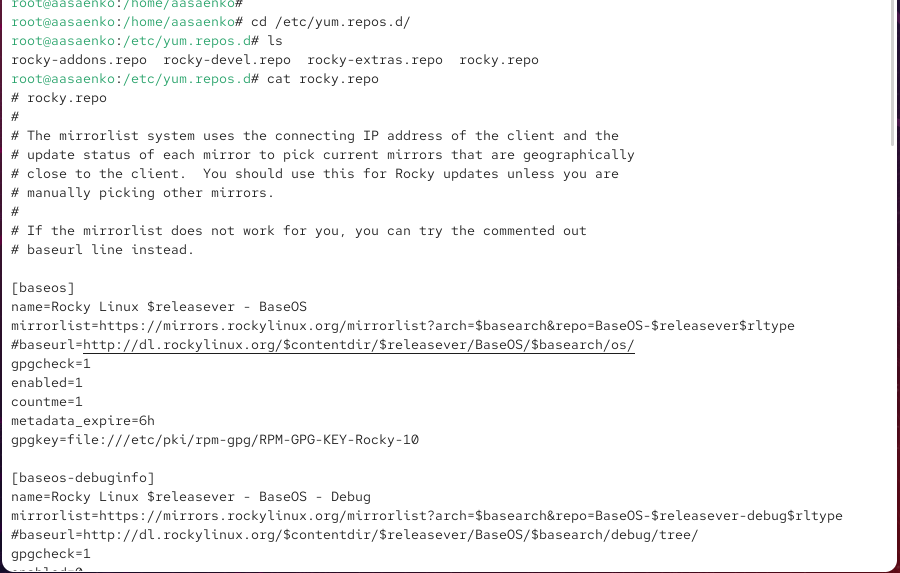 root@aasaenko:/home/aasaenko#
root@aasaenko:/home/aasaenko# cd /etc/yum.repos.d/
root@aasaenko:/etc/yum.repos.d# ls
rocky-addons.repo  rocky-devel.repo  rocky-extras.repo  rocky.repo
root@aasaenko:/etc/yum.repos.d# cat rocky.repo
# rocky.repo
#
# The mirrorlist system uses the connecting IP address of the client and the
# update status of each mirror to pick current mirrors that are geographically
# close to the client.  You should use this for Rocky updates unless you are
# manually picking other mirrors.
#
# If the mirrorlist does not work for you, you can try the commented out
# baseurl line instead.

[baseos]
name=Rocky Linux $releasever - BaseOS
mirrorlist=https://mirrors.rockylinux.org/mirrorlist?arch=$basearch&repo=BaseOS-$releasever$rltype
#baseurl=http://dl.rockylinux.org/$contentdir/$releasever/BaseOS/$basearch/os/
gpgcheck=1
enabled=1
countme=1
metadata_expire=6h
gpgkey=file:///etc/pki/rpm-gpg/RPM-GPG-KEY-Rocky-10

[baseos-debuginfo]
name=Rocky Linux $releasever - BaseOS - Debug
mirrorlist=https://mirrors.rockylinux.org/mirrorlist?arch=$basearch&repo=BaseOS-$releasever-debug$rltype
#baseurl=http://dl.rockylinux.org/$contentdir/$releasever/BaseOS/$basearch/debug/tree/
gpgcheck=1
enabled=0